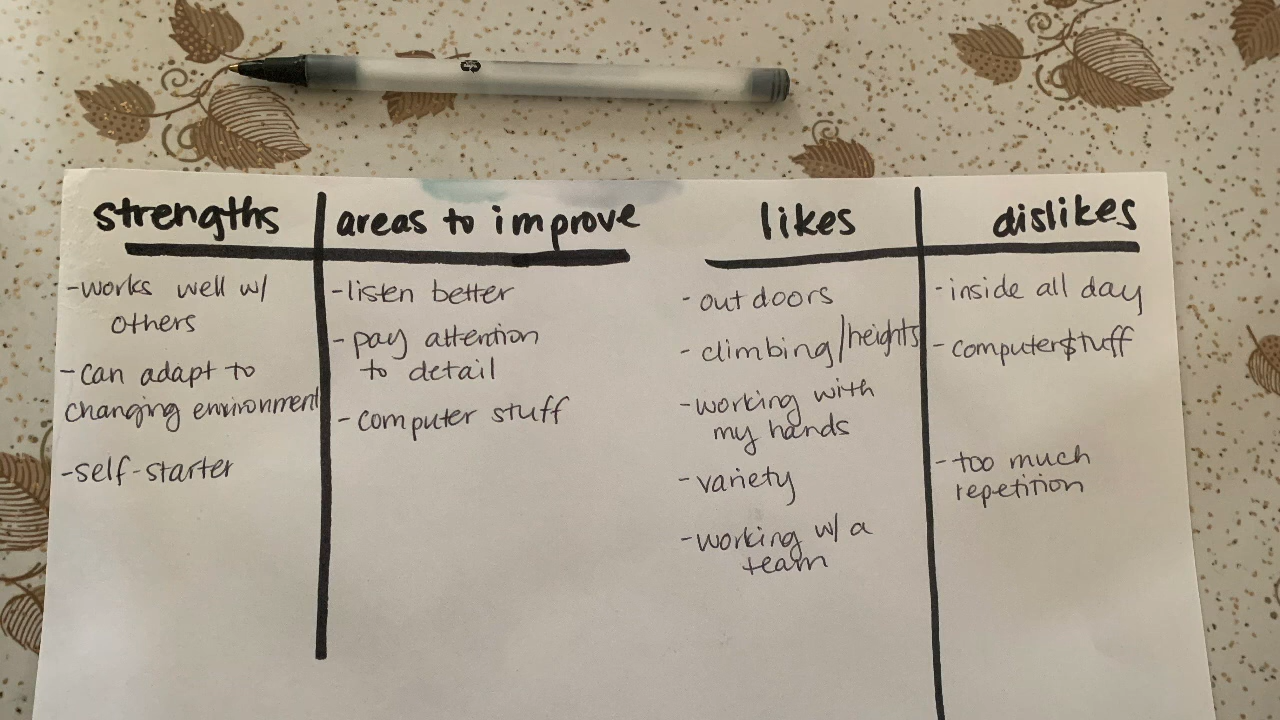 strengths
-works well w/
others
-can adapt to
changing environment
-self-starter
areas to improve
-listen better
-pay attention
to detail
-computer stuff
likes
-outdoors
-climbing/heights
-working with
my hands
-variety
-working w/ a
team
dislikes
-inside all day
-computer stuff
-too much
repetition